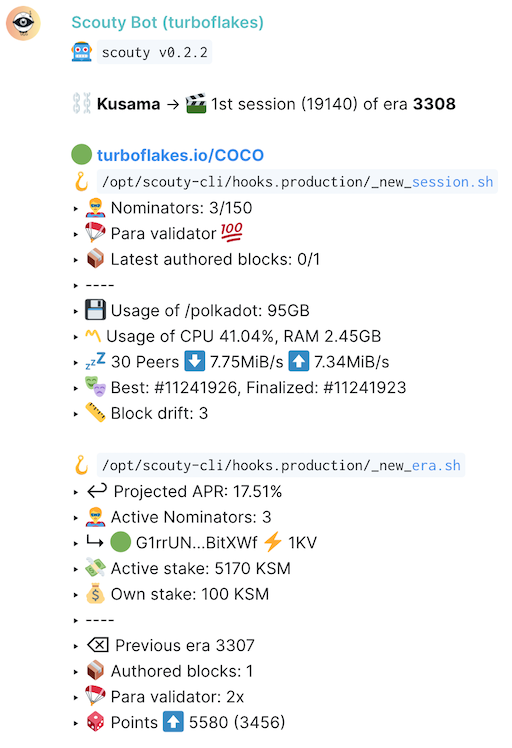 Scouty Bot (turboflakes)
🤖 scouty v0.2.2
⛓️ Kusama → 🎬 1st session (19140) of era 3308
🟢 turboflakes.io/COCO
🪝 /opt/scouty-cli/hooks.production/_new_session.sh
‣ 🦸 Nominators: 3/150
‣ 🪂 Para validator 💯
‣ 📦 Latest authored blocks: 0/1
‣ ----
‣ 💾 Usage of /polkadot: 95GB
‣ 〽️ Usage of CPU 41.04%, RAM 2.45GB
‣ 💤 30 Peers ⬇️ 7.75MiB/s ⬆️ 7.34MiB/s
‣ 🎭 Best: #11241926, Finalized: #11241923
‣ 📏 Block drift: 3
🪝 /opt/scouty-cli/hooks.production/_new_era.sh
‣ ↩ Projected APR: 17.51%
‣ 🦸 Active Nominators: 3
‣ ↳ 🟢 G1rrUN...BitXWf ⚡ 1KV
‣ 💸 Active stake: 5170 KSM
‣ 💰 Own stake: 100 KSM
‣ ----
‣ ⌫ Previous era 3307
‣ 📦 Authored blocks: 1
‣ 🪂 Para validator: 2x
‣ 🎲 Points ⬆️ 5580 (3456)